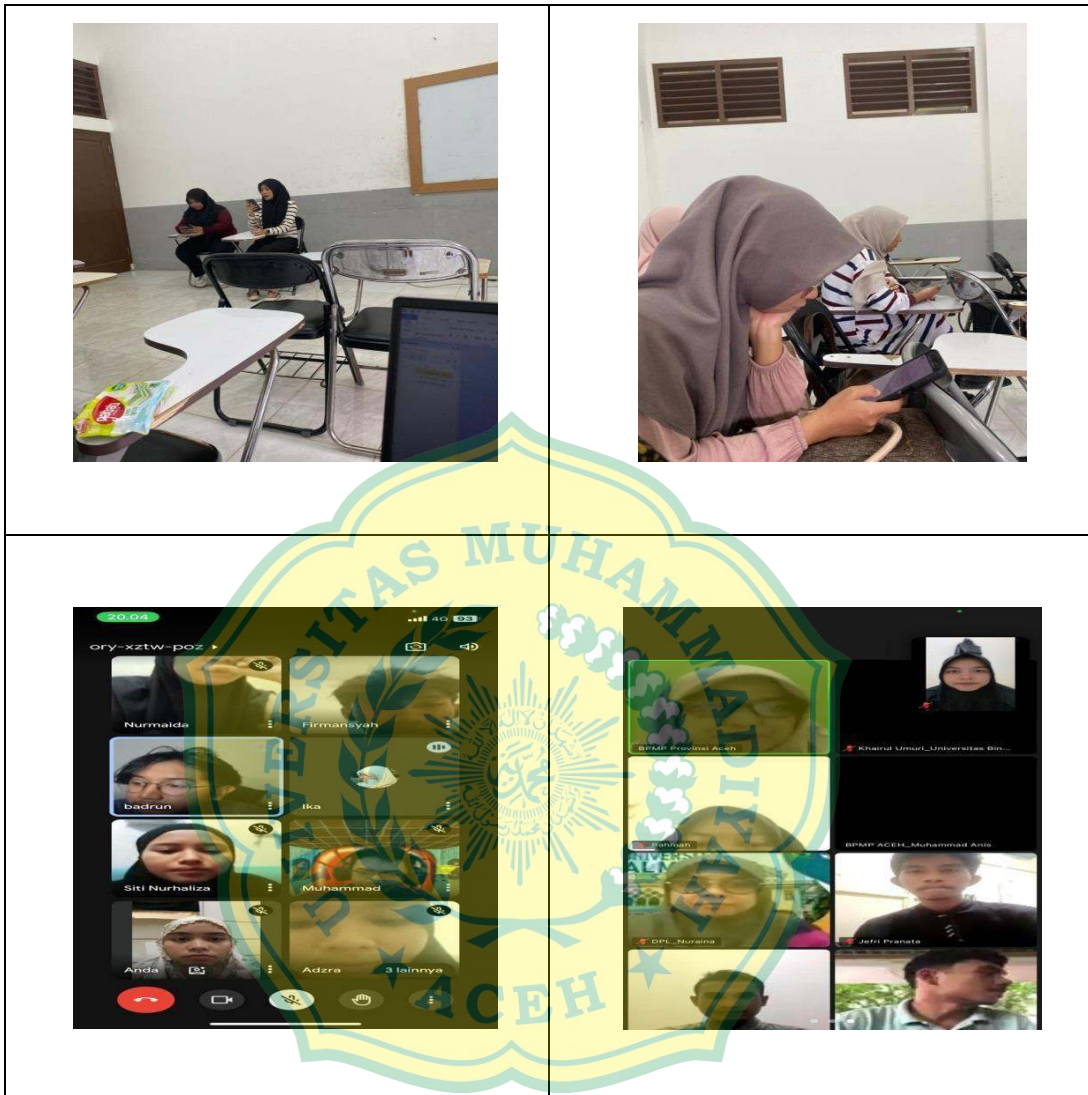 20.04
4G 93
ory-xztw-poz
Nurmaida
Firmansyah
badrun
Ika
Siti Nurhaliza
Muhammad
Anda
Adzra
3 lainnya
BPMP Provinsi Aceh
Khairul Umuri_Universitas Bin...
Rahmah
BPMP ACEH_Muhammad Anis
DPL_Nuraina
Jefri Pranata
UNIVERSITAS MUHAMMADIYAH
ACEH